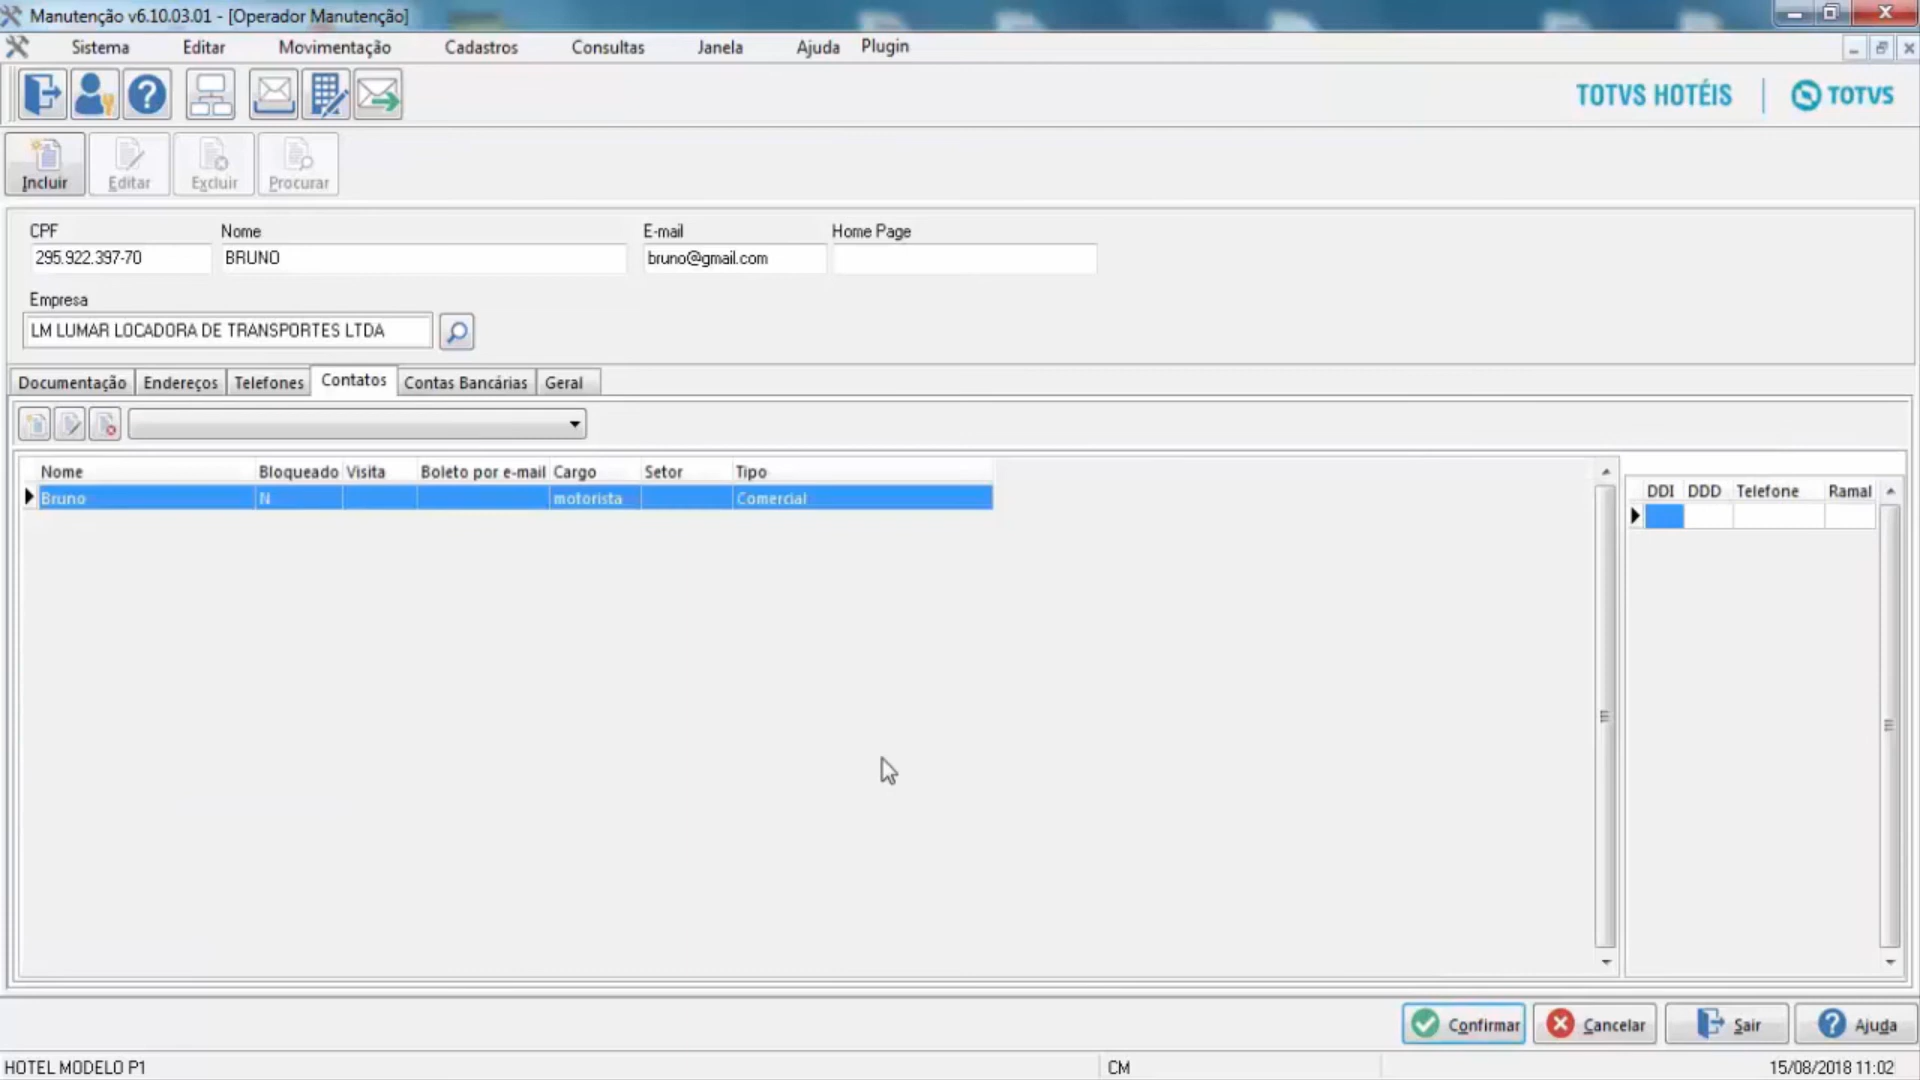 Manutenção v6.10.03.01 - [Operador Manutenção]
Sistema Editar Movimentação Cadastros Consultas Janela Ajuda Plugin
TOTVS HOTÉIS TOTVS
Incluir Editar Excluir Procurar
CPF Nome E-mail Home Page
295.922.397-70 BRUNO bruno@gmail.com
Empresa
LM LUMAR LOCADORA DE TRANSPORTES LTDA
Documentação Endereços Telefones Contatos Contas Bancárias Geral
Nome Bloqueado Visita Boleto por e-mail Cargo Setor Tipo
Bruno N motorista Comercial
DDI DDD Telefone Ramal
Confirmar Cancelar Sair Ajuda
HOTEL MODELO P1 CM 15/08/2018 11:02